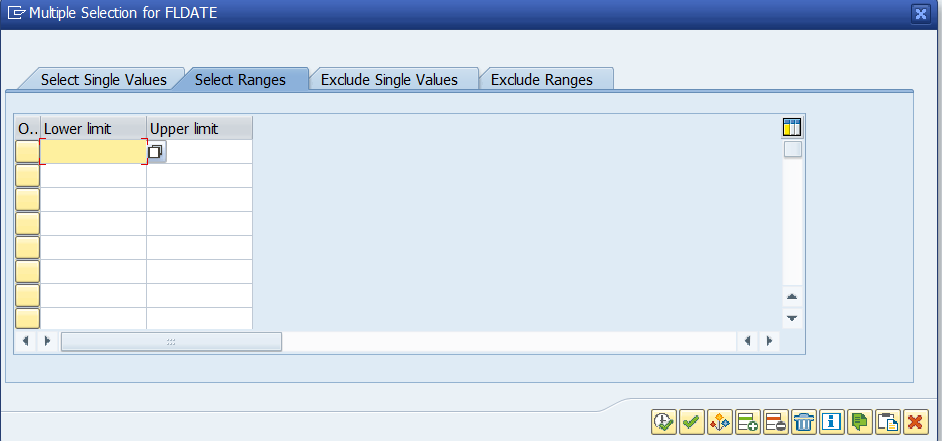 Multiple Selection for FLDATE
Select Single Values Select Ranges Exclude Single Values Exclude Ranges
O.. Lower limit Upper limit